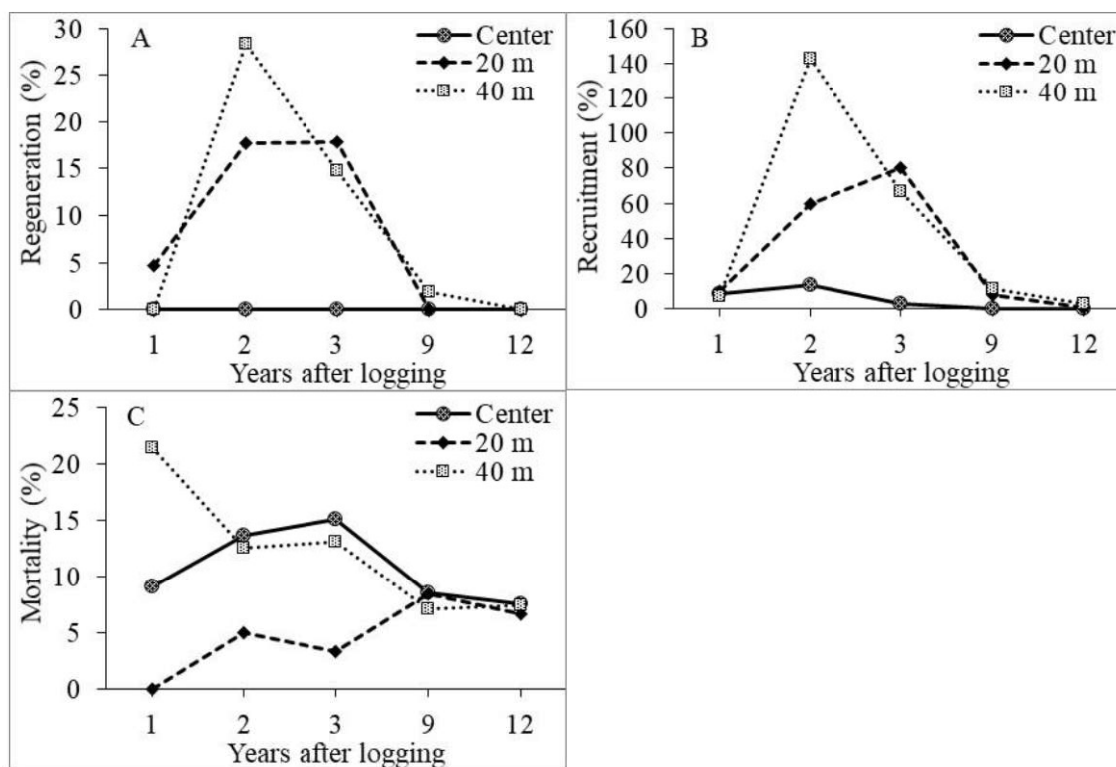 A
Regeneration (%)
30
25
20
15
10
5
0
Center
20 m
40 m
1 2 3 9 12
Years after logging
B
Recruitment (%)
160
140
120
100
80
60
40
20
0
Center
20 m
40 m
1 2 3 9 12
Years after logging
C
Mortality (%)
25
20
15
10
5
0
Center
20 m
40 m
1 2 3 9 12
Years after logging